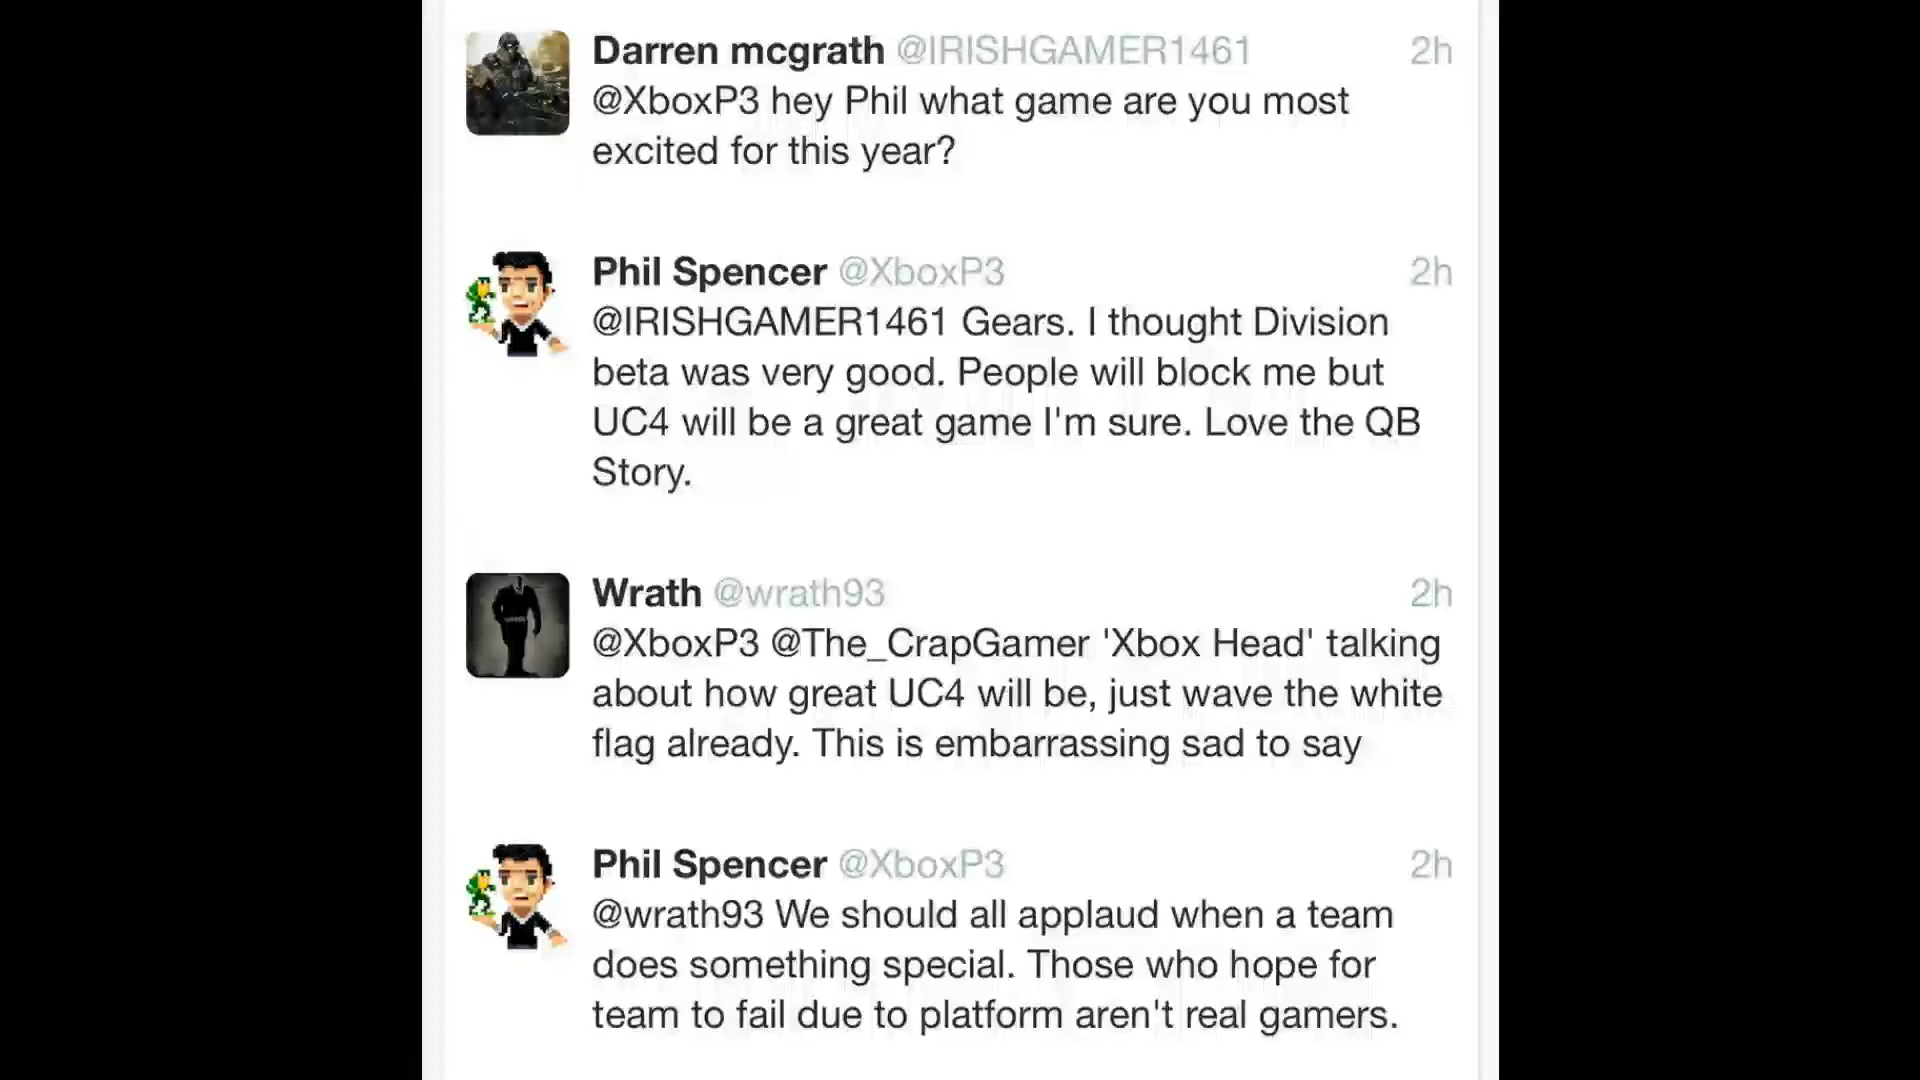 Darren mcgrath @IRISHGAMER1461 2h
@XboxP3 hey Phil what game are you most
excited for this year?
Phil Spencer @XboxP3 2h
@IRISHGAMER1461 Gears. I thought Division
beta was very good. People will block me but
UC4 will be a great game I'm sure. Love the QB
Story.
Wrath @wrath93 2h
@XboxP3 @The_CrapGamer 'Xbox Head' talking
about how great UC4 will be, just wave the white
flag already. This is embarrassing sad to say
Phil Spencer @XboxP3 2h
@wrath93 We should all applaud when a team
does something special. Those who hope for
team to fail due to platform aren't real gamers.